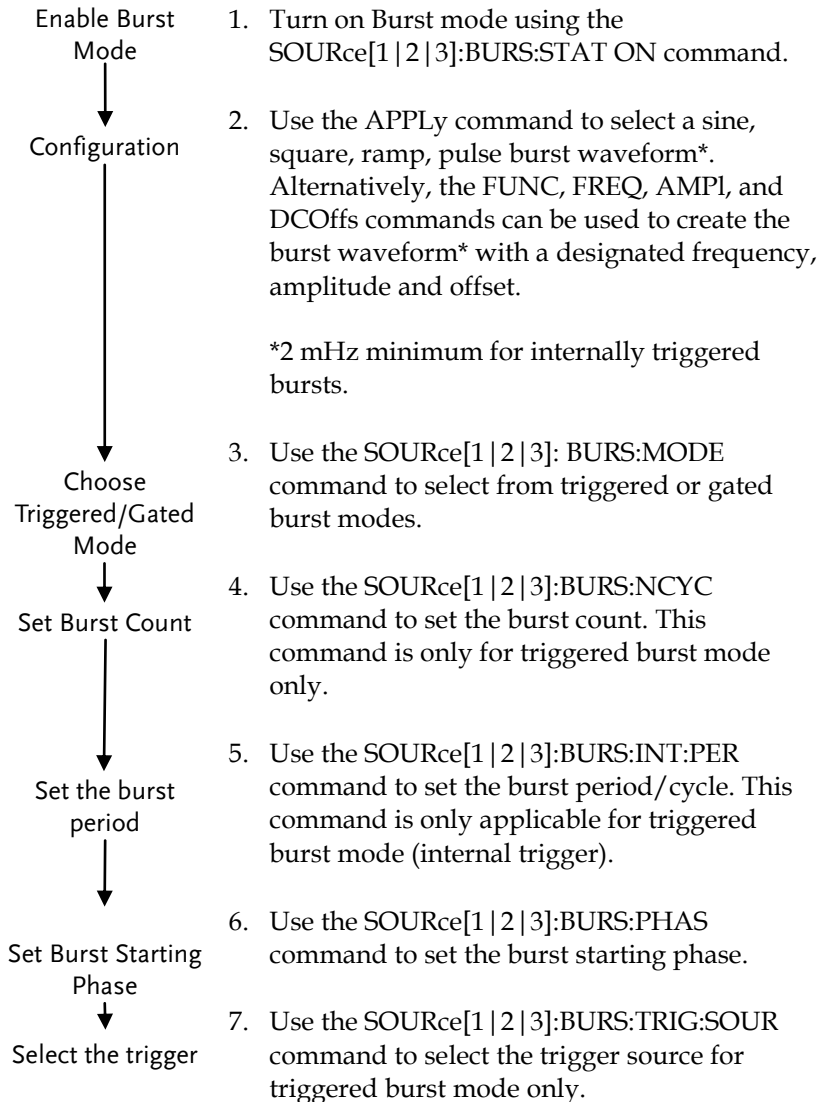 Enable Burst
Mode
1. Turn on Burst mode using the
SOURce[1|2|3]:BURS:STAT ON command.
Configuration
2. Use the APPLy command to select a sine,
square, ramp, pulse burst waveform*.
Alternatively, the FUNC, FREQ, AMPl, and
DCOffs commands can be used to create the
burst waveform* with a designated frequency,
amplitude and offset.
*2 mHz minimum for internally triggered
bursts.
Choose
Triggered/Gated
Mode
3. Use the SOURce[1|2|3]: BURS:MODE
command to select from triggered or gated
burst modes.
Set Burst Count
4. Use the SOURce[1|2|3]:BURS:NCYC
command to set the burst count. This
command is only for triggered burst mode
only.
Set the burst
period
5. Use the SOURce[1|2|3]:BURS:INT:PER
command to set the burst period/cycle. This
command is only applicable for triggered
burst mode (internal trigger).
Set Burst Starting
Phase
6. Use the SOURce[1|2|3]:BURS:PHAS
command to set the burst starting phase.
Select the trigger
7. Use the SOURce[1|2|3]:BURS:TRIG:SOUR
command to select the trigger source for
triggered burst mode only.